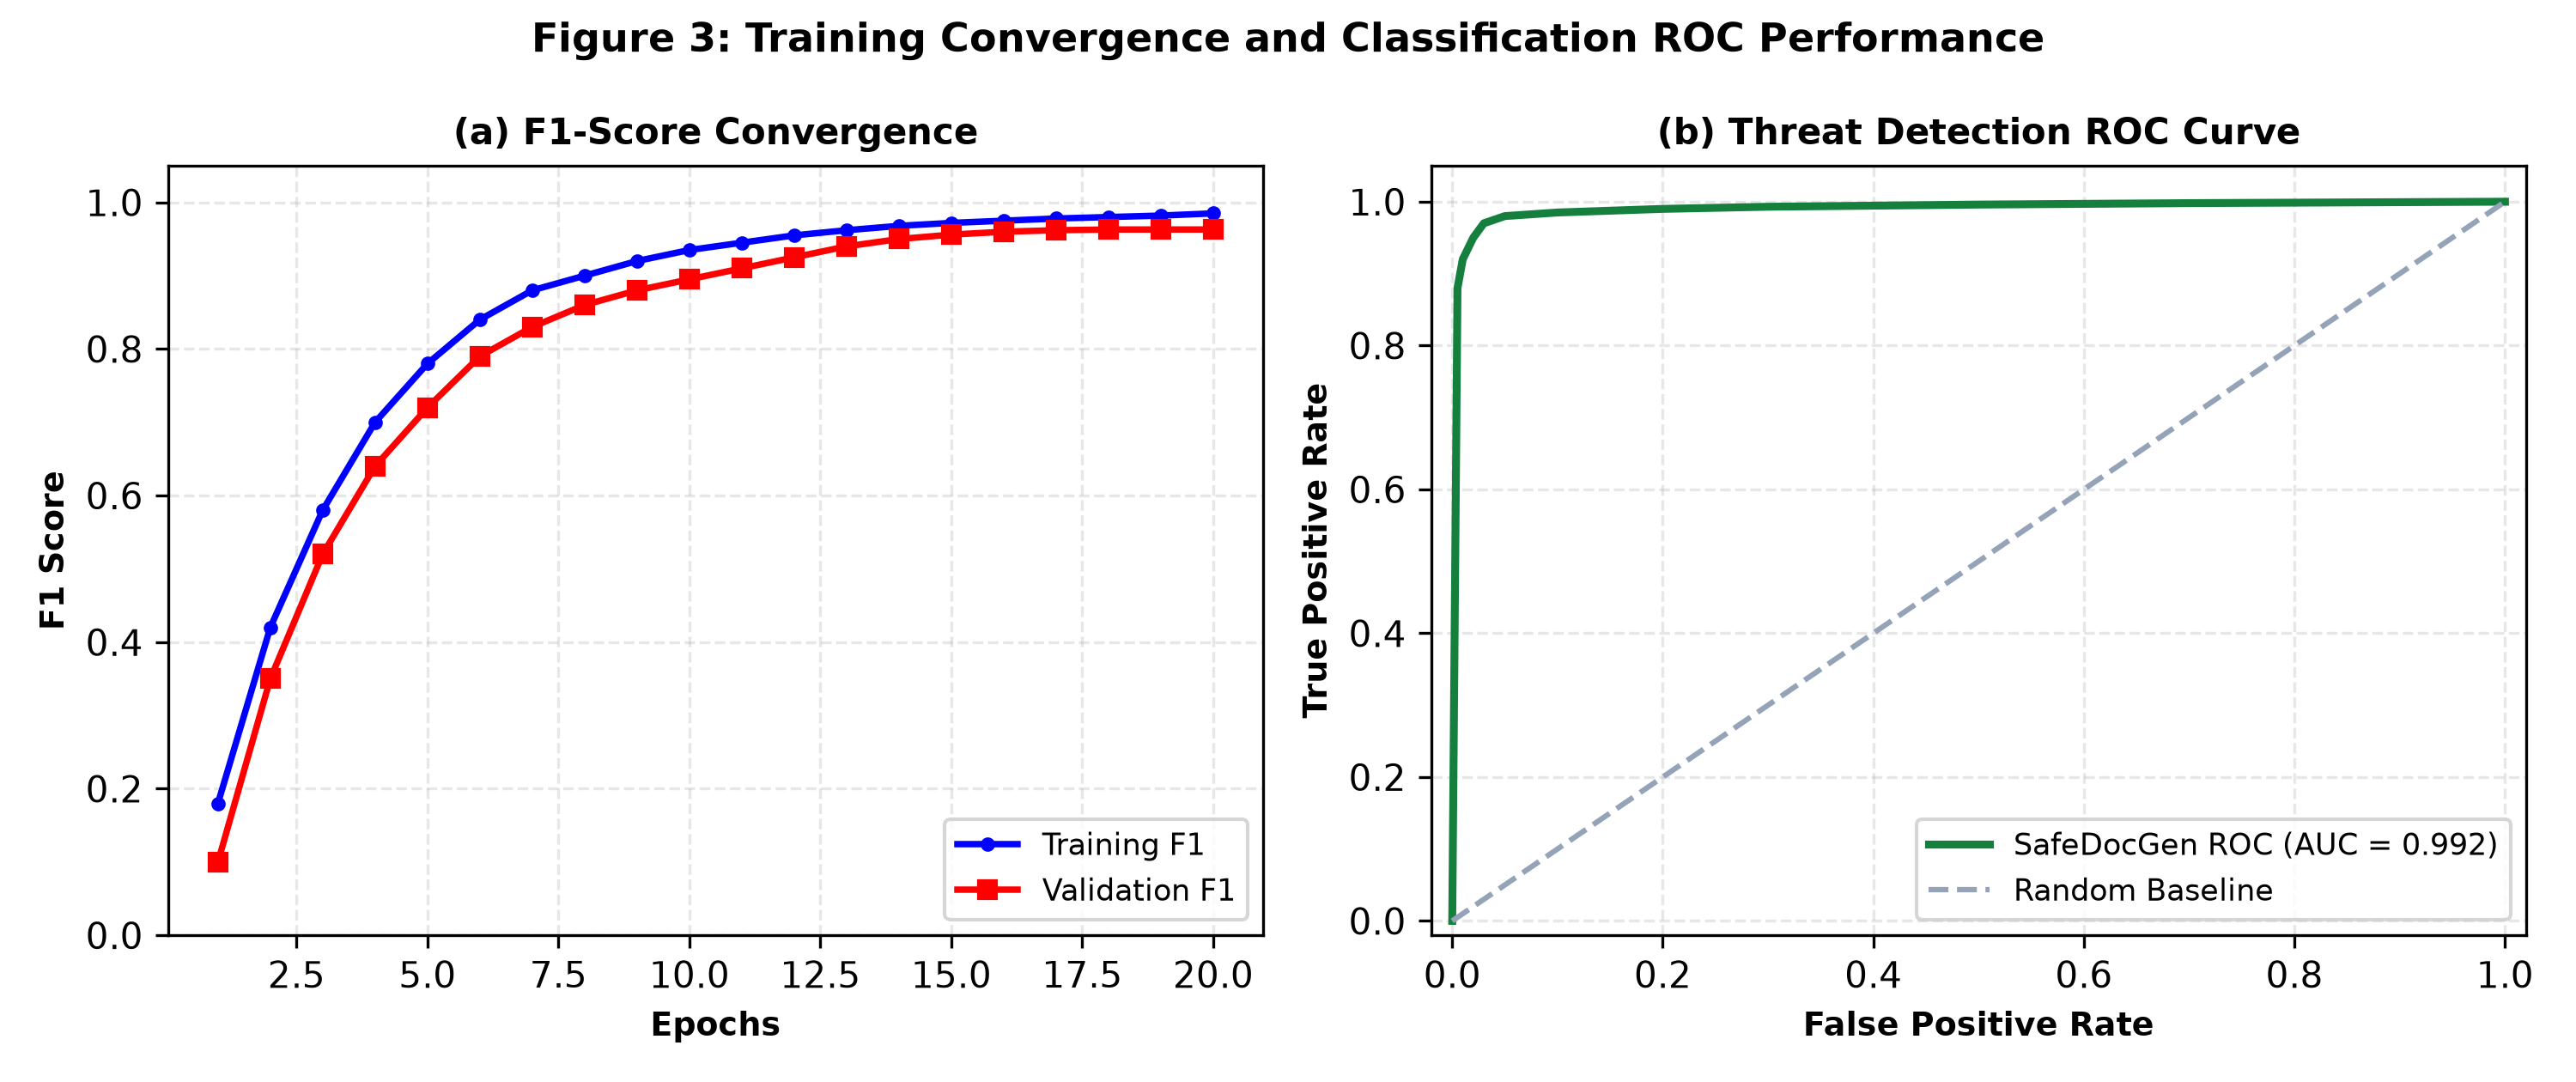 Figure 3: Training Convergence and Classification ROC Performance
(a) F1-Score Convergence
F1 Score
1.0
0.8
0.6
0.4
0.2
0.0
2.5 5.0 7.5 10.0 12.5 15.0 17.5 20.0
Epochs
Training F1
Validation F1
(b) Threat Detection ROC Curve
True Positive Rate
1.0
0.8
0.6
0.4
0.2
0.0
0.0 0.2 0.4 0.6 0.8 1.0
False Positive Rate
SafeDocGen ROC (AUC = 0.992)
Random Baseline